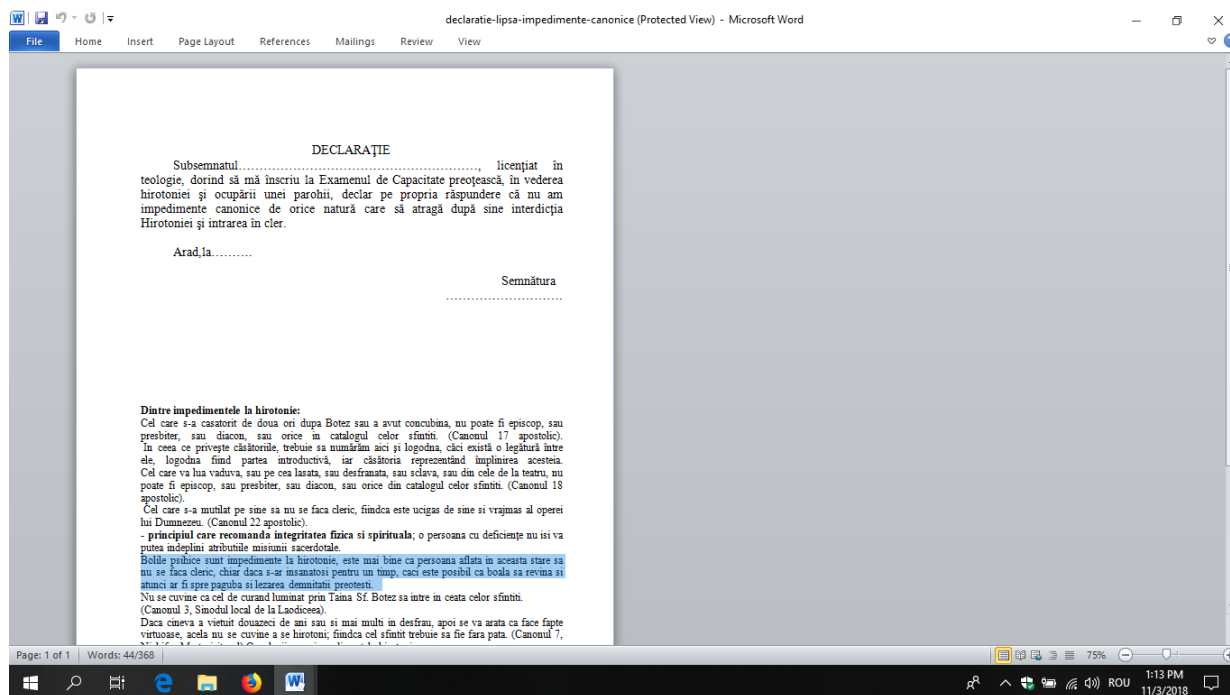 declaratie-lipsa-impedimente-canonice (Protected View) - Microsoft Word
File Home Insert Page Layout References Mailings Review View
DECLARAŢIE
Subsemnatul……………………………………………………, licenţiat în
teologie, dorind să mă înscriu la Examenul de Capacitate preoţească, în vederea
hirotoniei şi ocupării unei parohii, declar pe propria răspundere că nu am
impedimente canonice de orice natură care să atragă după sine interdicţia
Hirotoniei şi intrarea în cler.
Arad,la……….
Semnătura
……………………….
Dintre impedimentele la hirotonie:
Cel care s-a casatorit de doua ori dupa Botez sau a avut concubina, nu poate fi episcop, sau
presbiter, sau diacon, sau orice in catalogul celor sfintiti. (Canonul 17 apostolic).
In ceea ce priveşte căsătoriile, trebuie sa numărăm aici şi logodna, căci există o legătură între
ele, logodna fiind partea introductivă, iar căsătoria reprezentând împlinirea acesteia.
Cel care va lua vaduva, sau pe cea lasata, sau desfranata, sau sclava, sau din cele de la teatru, nu
poate fi episcop, sau presbiter, sau diacon, sau orice din catalogul celor sfintiti. (Canonul 18
apostolic).
Cel care s-a mutilat pe sine sa nu se faca cleric, fiindca este ucigas de sine si vrajmas al operei
lui Dumnezeu. (Canonul 22 apostolic).
- principiul care recomanda integritatea fizica si spirituala; o persoana cu deficienţe nu isi va
putea indeplini atributiile misiunii sacerdotale.
Bolile psihice sunt impedimente la hirotonie, este mai bine ca persoana aflata in aceasta stare sa
nu se faca cleric, chiar daca s-ar insanatosi pentru un timp, caci este posibil ca boala sa revina si
atunci ar fi spre paguba si lezarea demnitatii preotesti.
Nu se cuvine ca cel de curand luminat prin Taina Sf. Botez sa intre in ceata celor sfintiti.
(Canonul 3, Sinodul local de la Laodiceea).
Daca cineva a vietuit douazeci de ani sau si mai multi in desfrau, apoi se va arata ca face fapte
virtuoase, acela nu se cuvine a se hirotoni; fiindca cel sfintit trebuie sa fie fara pata. (Canonul 7,
Page: 1 of 1 Words: 44/368 75%
ROU 1:13 PM
11/3/2018